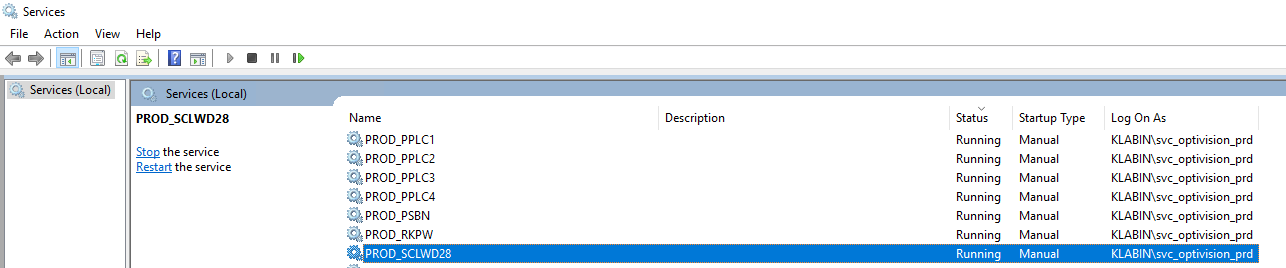 Services
File Action View Help
Services (Local)
Services (Local)
PROD_SCLWD28
Stop the service
Restart the service
Name Description Status Startup Type Log On As
PROD_PPLC1 Running Manual KLABIN\svc_optivision_prd
PROD_PPLC2 Running Manual KLABIN\svc_optivision_prd
PROD_PPLC3 Running Manual KLABIN\svc_optivision_prd
PROD_PPLC4 Running Manual KLABIN\svc_optivision_prd
PROD_PSBN Running Manual KLABIN\svc_optivision_prd
PROD_RKPW Running Manual KLABIN\svc_optivision_prd
PROD_SCLWD28 Running Manual KLABIN\svc_optivision_prd